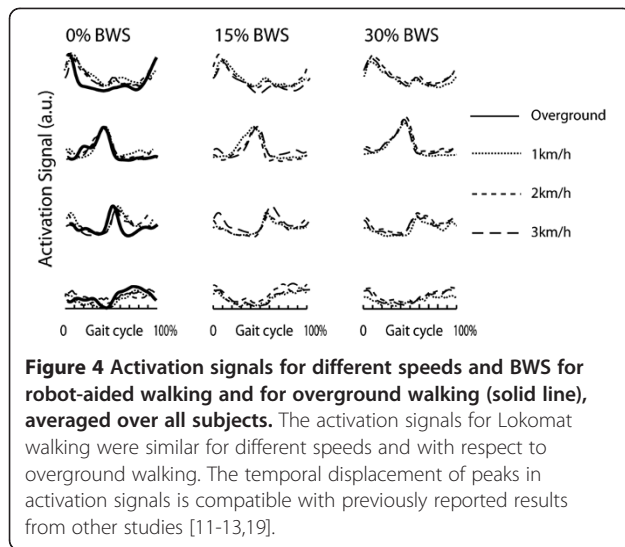 0% BWS 15% BWS 30% BWS
Activation Signal (a.u.)
Overground
1km/h
2km/h
3km/h
0 Gait cycle 100% 0 Gait cycle 100% 0 Gait cycle 100%
Figure 4 Activation signals for different speeds and BWS for
robot-aided walking and for overground walking (solid line),
averaged over all subjects. The activation signals for Lokomat
walking were similar for different speeds and with respect to
overground walking. The temporal displacement of peaks in
activation signals is compatible with previously reported results
from other studies [11-13,19].